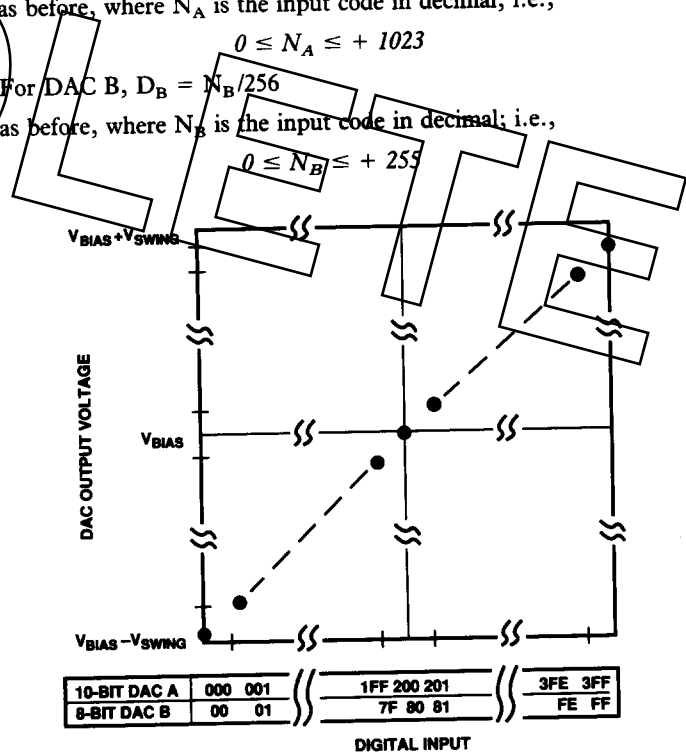 as before, where N_A is the input code in decimal; i.e.,
0 ≤ N_A ≤ + 1023
For DAC B, D_B = N_B/256
as before, where N_B is the input code in decimal; i.e.,
0 ≤ N_B ≤ + 255
V_BIAS+V_SWING
V_BIAS
V_BIAS–V_SWING
DAC OUTPUT VOLTAGE
10-BIT DAC A 000 001 1FF 200 201 3FE 3FF
8-BIT DAC B 00 01 7F 80 81 FE FF
DIGITAL INPUT
LETE